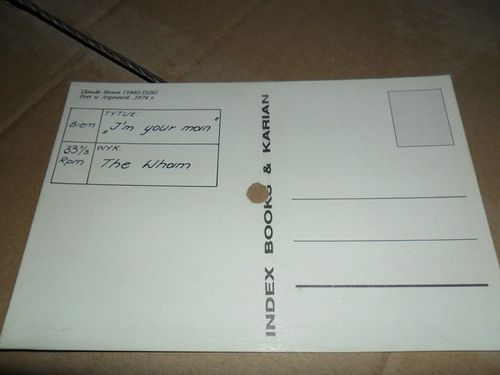 Claude Monet (1840-1926)
Port w Argenteuil ,1874 r
Biem
TYTUŁ:
„I'm your man"
33⅓
Rpm
WYK.
The Wham
INDEX BOOKS & KARIAN